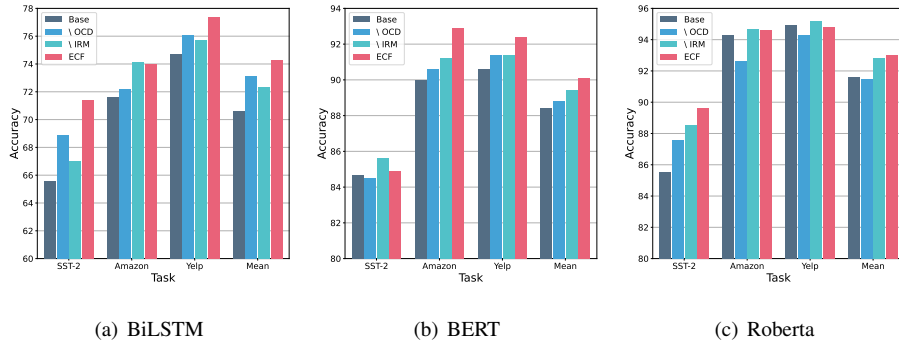 78
76
74
72
70
68
66
64
62
60
Accuracy
Base
\ OCD
\ IRM
ECF
SST-2 Amazon Yelp Mean
Task
(a) BiLSTM
94
92
90
88
86
84
82
80
Accuracy
Base
\ OCD
\ IRM
ECF
SST-2 Amazon Yelp Mean
Task
(b) BERT
96
94
92
90
88
86
84
82
80
Accuracy
Base
\ OCD
\ IRM
ECF
SST-2 Amazon Yelp Mean
Task
(c) Roberta